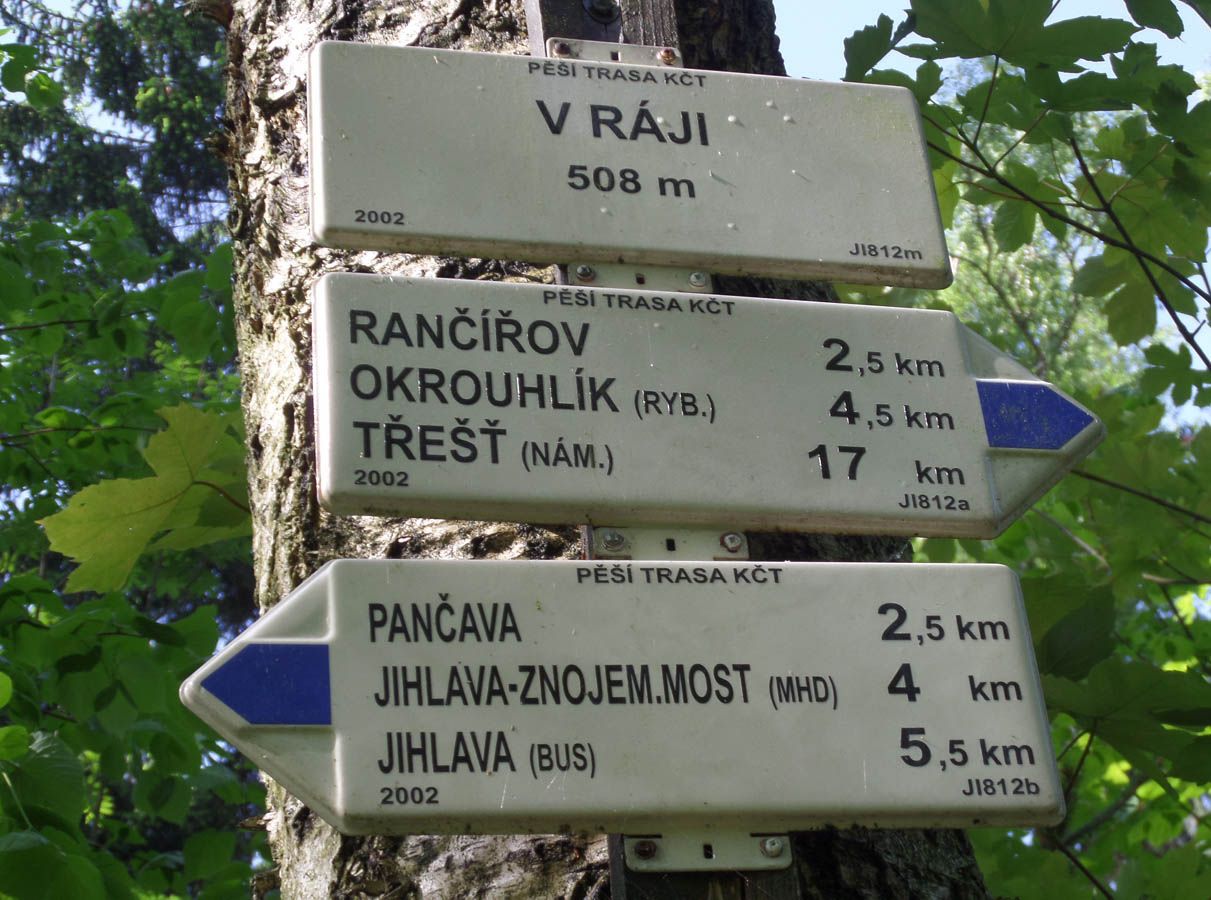 PĚŠÍ TRASA KČT
V RÁJI
508 m
2002 JI812m
PĚŠÍ TRASA KČT
RANČÍŘOV 2,5 km
OKROUHLÍK (RYB.) 4,5 km
TŘEŠŤ (NÁM.) 17 km
2002 JI812a
PĚŠÍ TRASA KČT
PANČAVA 2,5 km
JIHLAVA-ZNOJEM.MOST (MHD) 4 km
JIHLAVA (BUS) 5,5 km
2002 JI812b